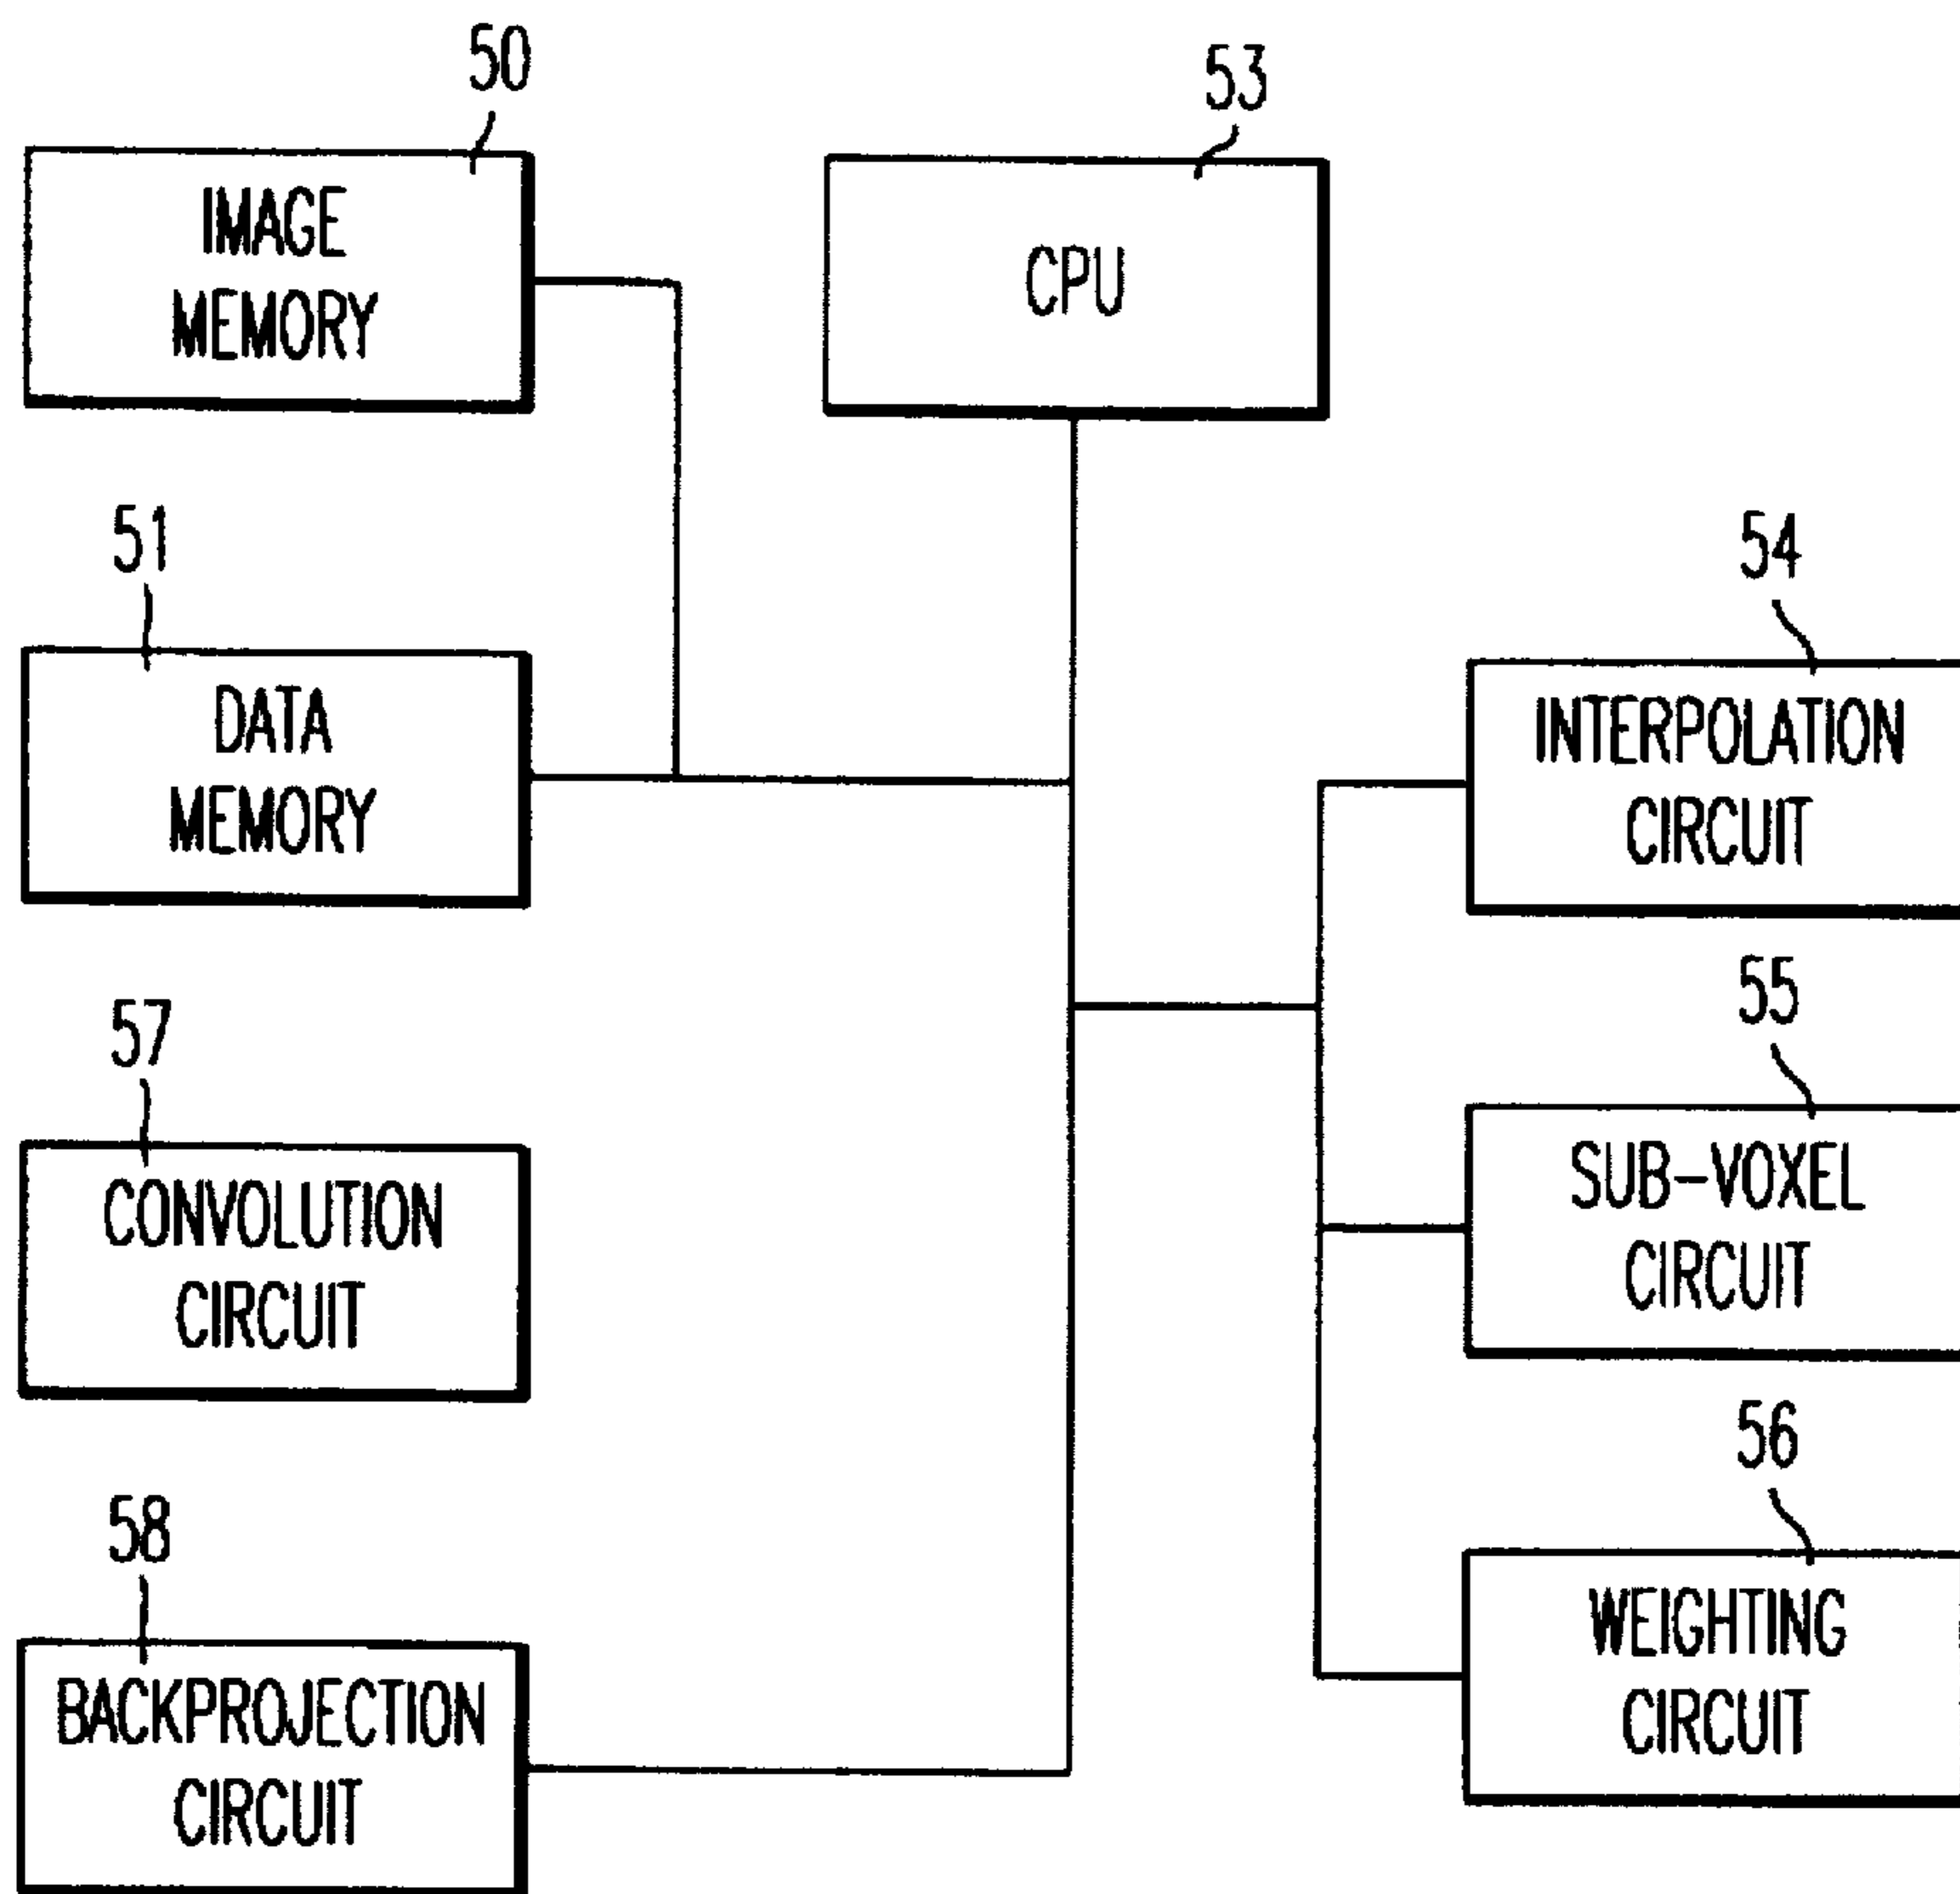 50
IMAGE
MEMORY
53
CPU
51
DATA
MEMORY
54
INTERPOLATION
CIRCUIT
57
CONVOLUTION
CIRCUIT
55
SUB-VOXEL
CIRCUIT
58
BACKPROJECTION
CIRCUIT
56
WEIGHTING
CIRCUIT